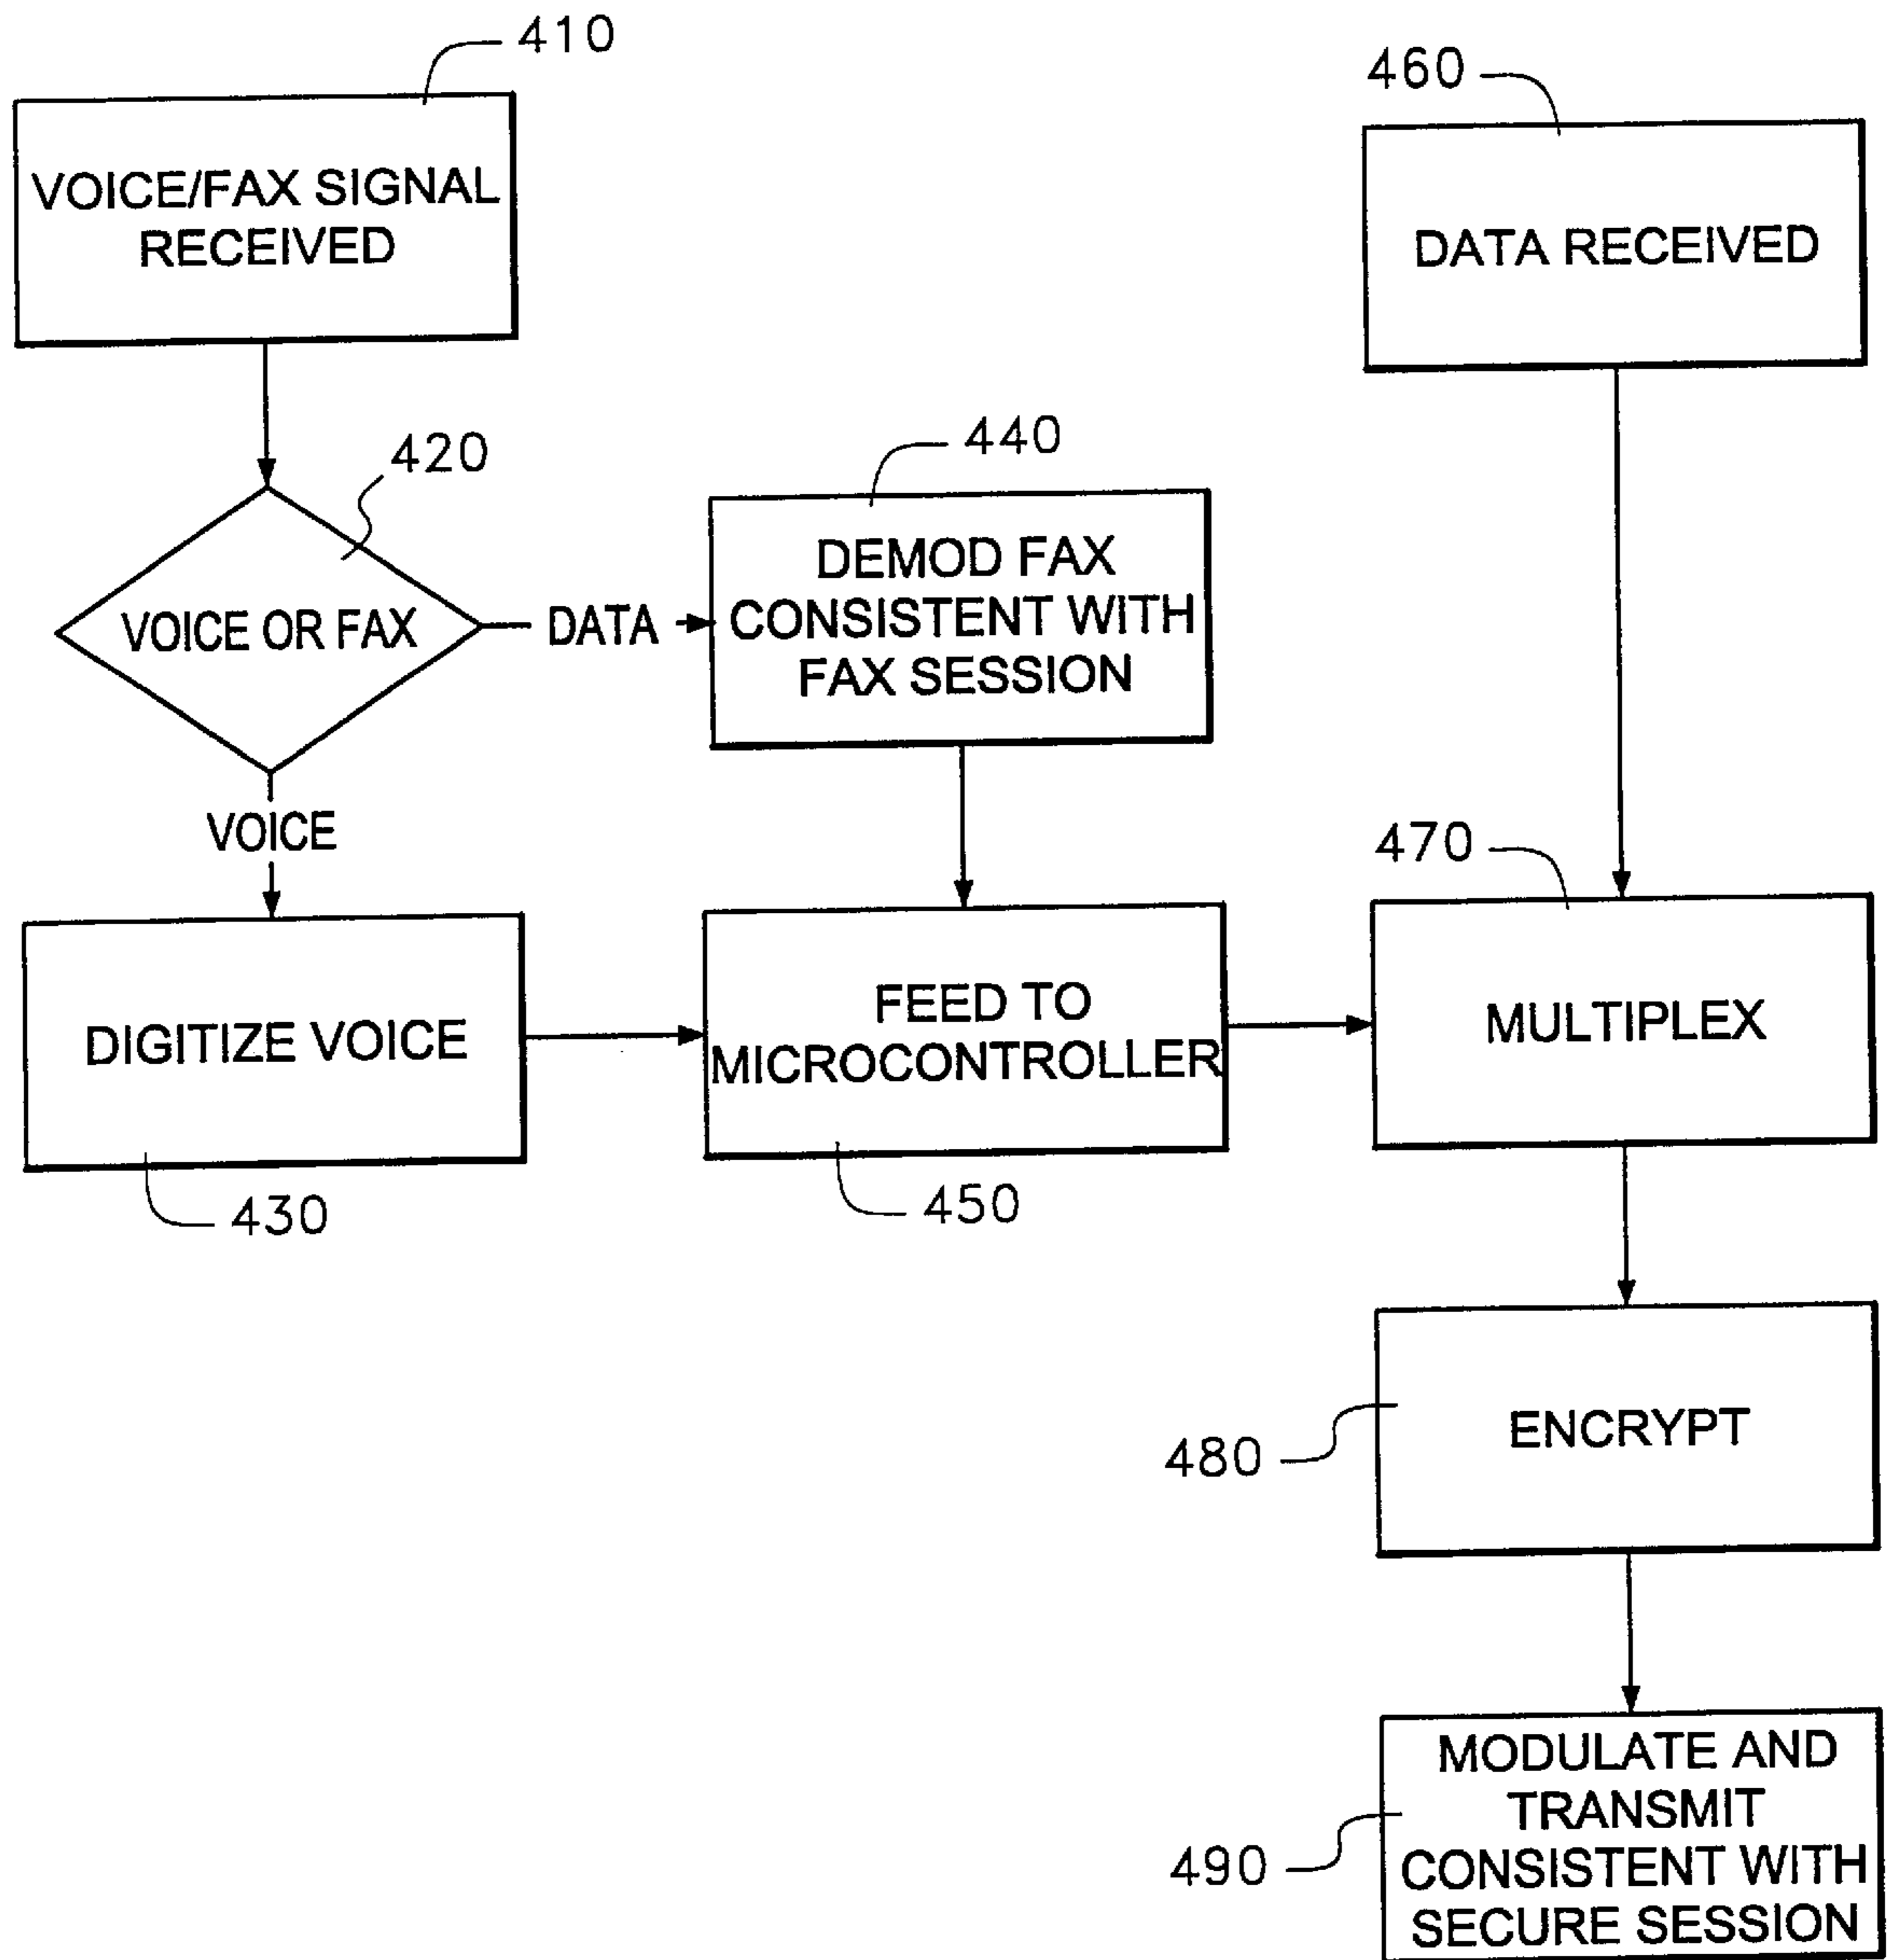 410
VOICE/FAX SIGNAL
RECEIVED
460
DATA RECEIVED
420
VOICE OR FAX
DATA
440
DEMOD FAX
CONSISTENT WITH
FAX SESSION
VOICE
DIGITIZE VOICE
430
FEED TO
MICROCONTROLLER
450
470
MULTIPLEX
480
ENCRYPT
490
MODULATE AND
TRANSMIT
CONSISTENT WITH
SECURE SESSION